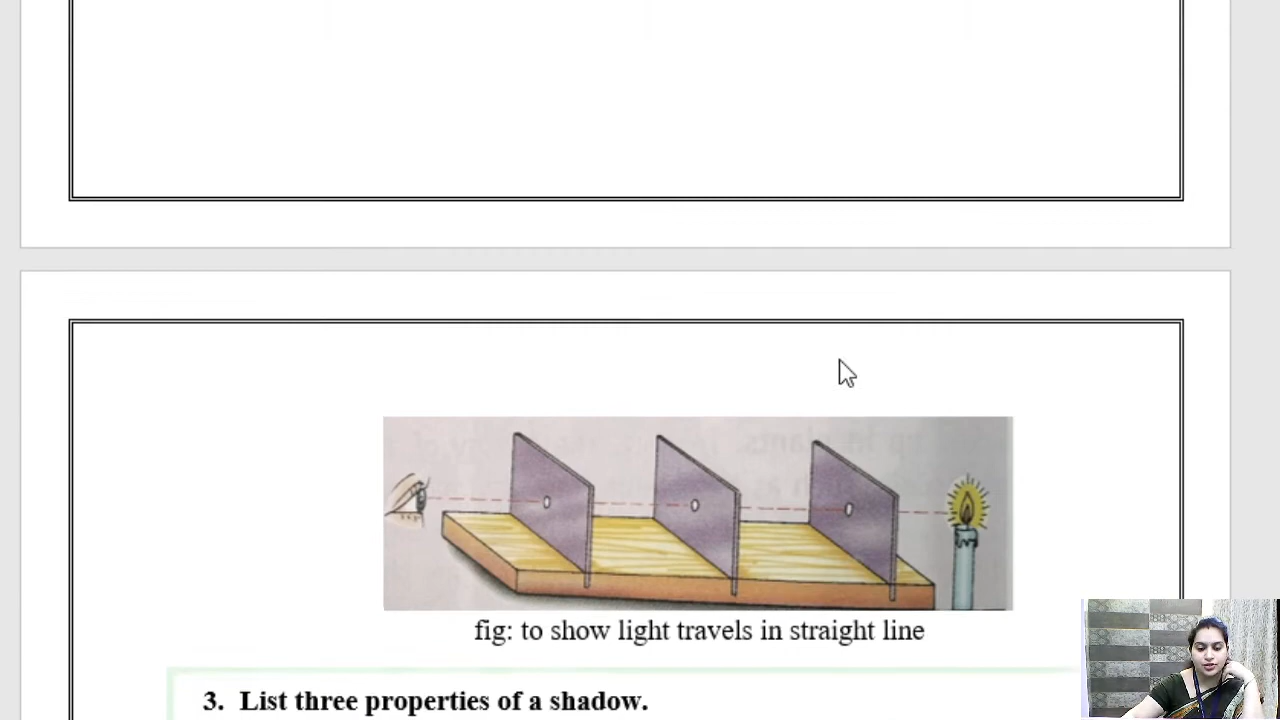 fig: to show light travels in straight line
3. List three properties of a shadow.